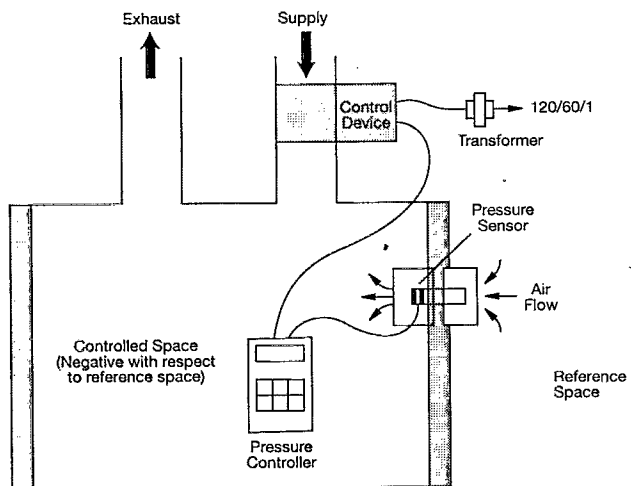 Exhaust
Supply
Control
Device
120/60/1
Transformer
Pressure
Sensor
Air
Flow
Controlled Space
(Negative with respect
to reference space)
Reference
Space
Pressure
Controller